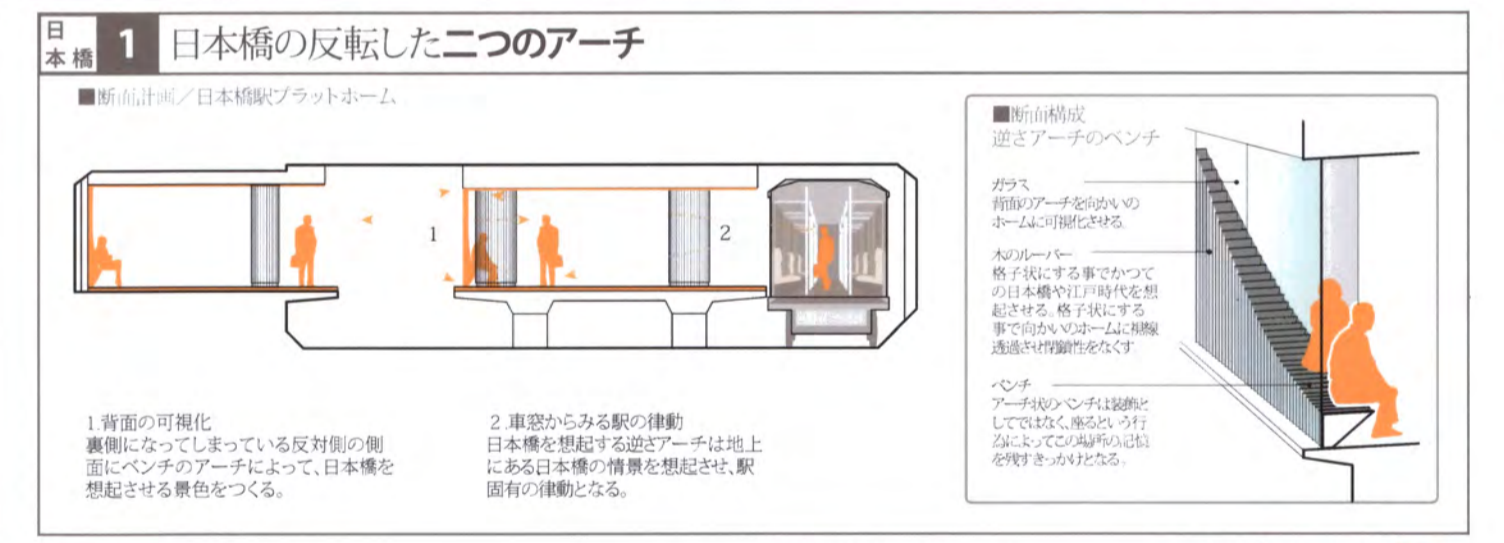 日本橋 1 日本橋の反転した二つのアーチ
■断面計画／日本橋駅プラットホーム
1
2
1.背面の可視化
裏側になってしまっている反対側の側
面にベンチのアーチによって、日本橋を
想起させる景色をつくる。
2.車窓からみる駅の律動
日本橋を想起する逆さアーチは地上
にある日本橋の情景を想起させ、駅
固有の律動となる。
■断面構成
逆さアーチのベンチ
ガラス
背面のアーチを向かいの
ホームに可視化させる。
木のルーバー
格子状にする事でかつて
の日本橋や江戸時代を想
起させる。格子状にする
事で向かいのホームに視線
透過させ閉鎖性をなくす
ベンチ
アーチ状のベンチは装飾と
してではなく、座るという行
為によってこの場所の記憶
を残すきっかけとなる。